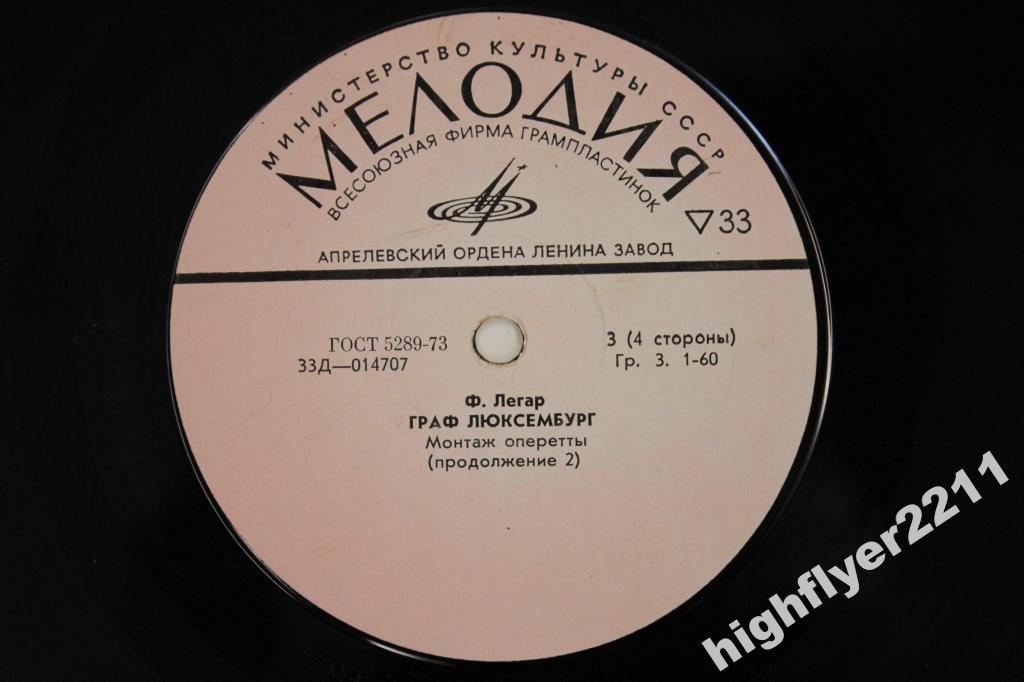 МИНИСТЕРСТВО КУЛЬТУРЫ СССР
МЕЛОДИЯ
ВСЕСОЮЗНАЯ ФИРМА ГРАМПЛАСТИНОК
▽33
АПРЕЛЕВСКИЙ ОРДЕНА ЛЕНИНА ЗАВОД
ГОСТ 5289-73
33Д—014707
3 (4 стороны)
Гр. 3. 1-60
Ф. Легар
ГРАФ ЛЮКСЕМБУРГ
Монтаж оперетты
(продолжение 2)
highflyer2211